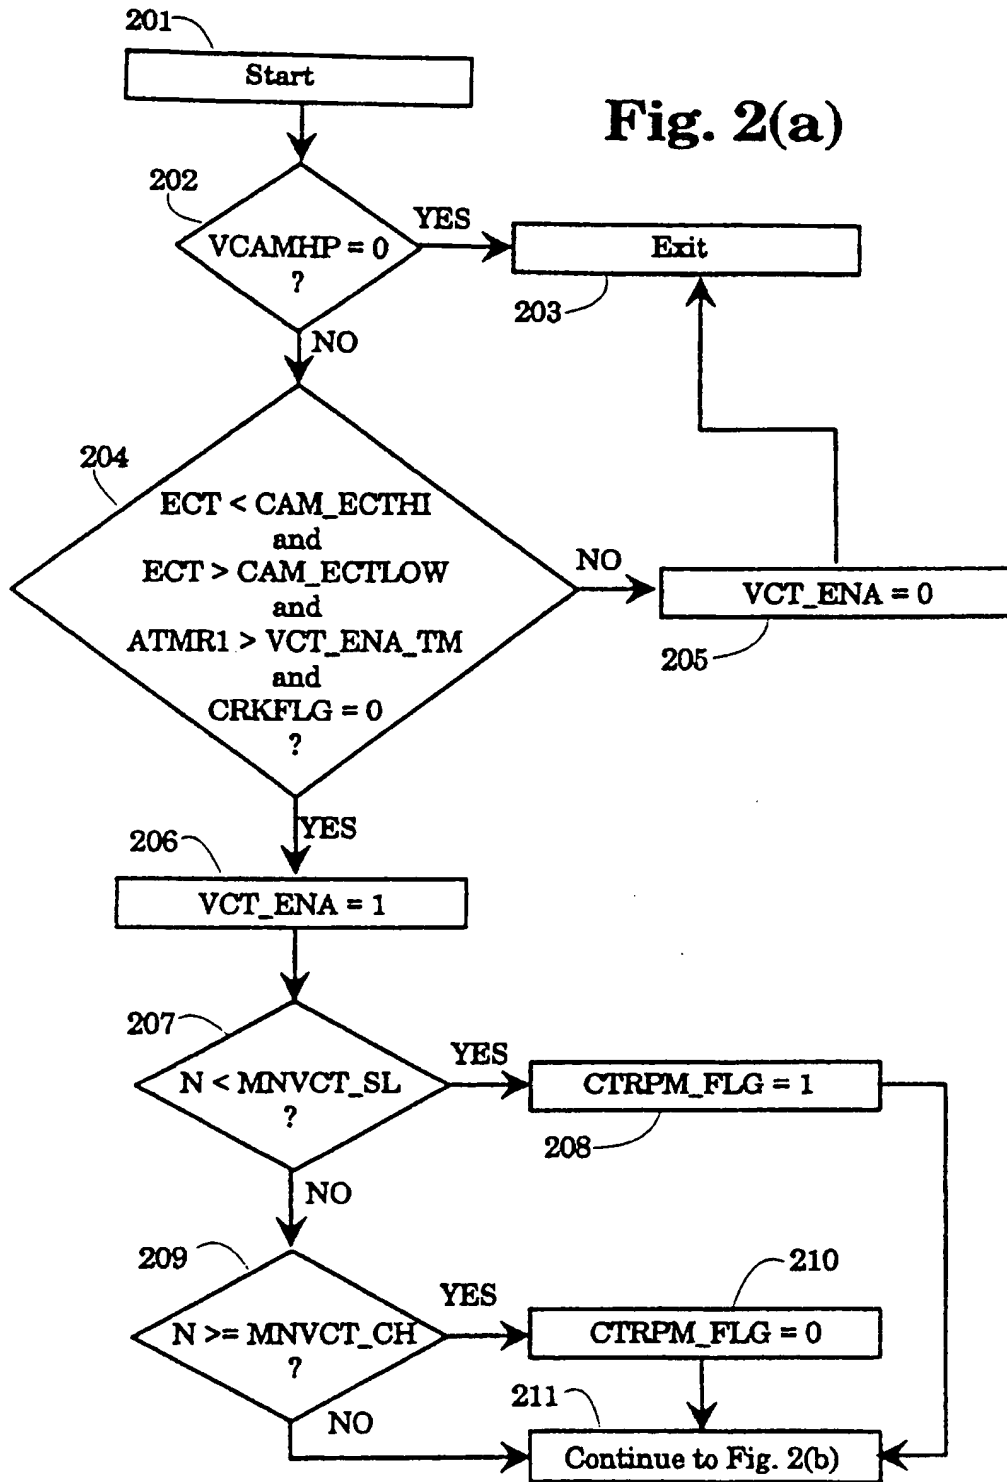 201
Start
Fig. 2(a)
202
VCAMHP = 0
?
YES
Exit
203
NO
204
ECT < CAM_ECTHI
and
ECT > CAM_ECTLOW
and
ATMR1 > VCT_ENA_TM
and
CRKFLG = 0
?
NO
VCT_ENA = 0
205
YES
206
VCT_ENA = 1
207
N < MNVCT_SL
?
YES
CTRPM_FLG = 1
208
NO
209
N >= MNVCT_CH
?
YES
210
CTRPM_FLG = 0
NO
211
Continue to Fig. 2(b)